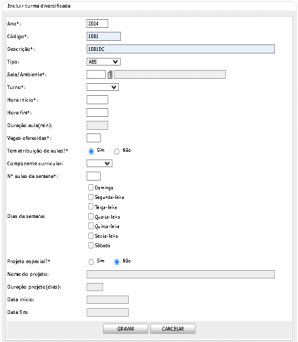 Incluir turma diversificada
Ano*: 2024
Código*: 1081
Descrição*: 1081DC
Tipo: AEE
Sala/Ambiente*:
Turno*:
Hora início*:
Hora fim*:
Duração aula(min):
Vagas oferecidas*:
Tem atribuição de aulas?* Sim Não
Componente curricular:
Nº aulas da semana*:
Domingo
Segunda-feira
Terça-feira
Dias da semana: Quarta-feira
Quinta-feira
Sexta-feira
Sábado
Projeto especial?* Sim Não
Nome do projeto:
Duração projeto(dias):
Data início:
Data fim:
GRAVAR CANCELAR